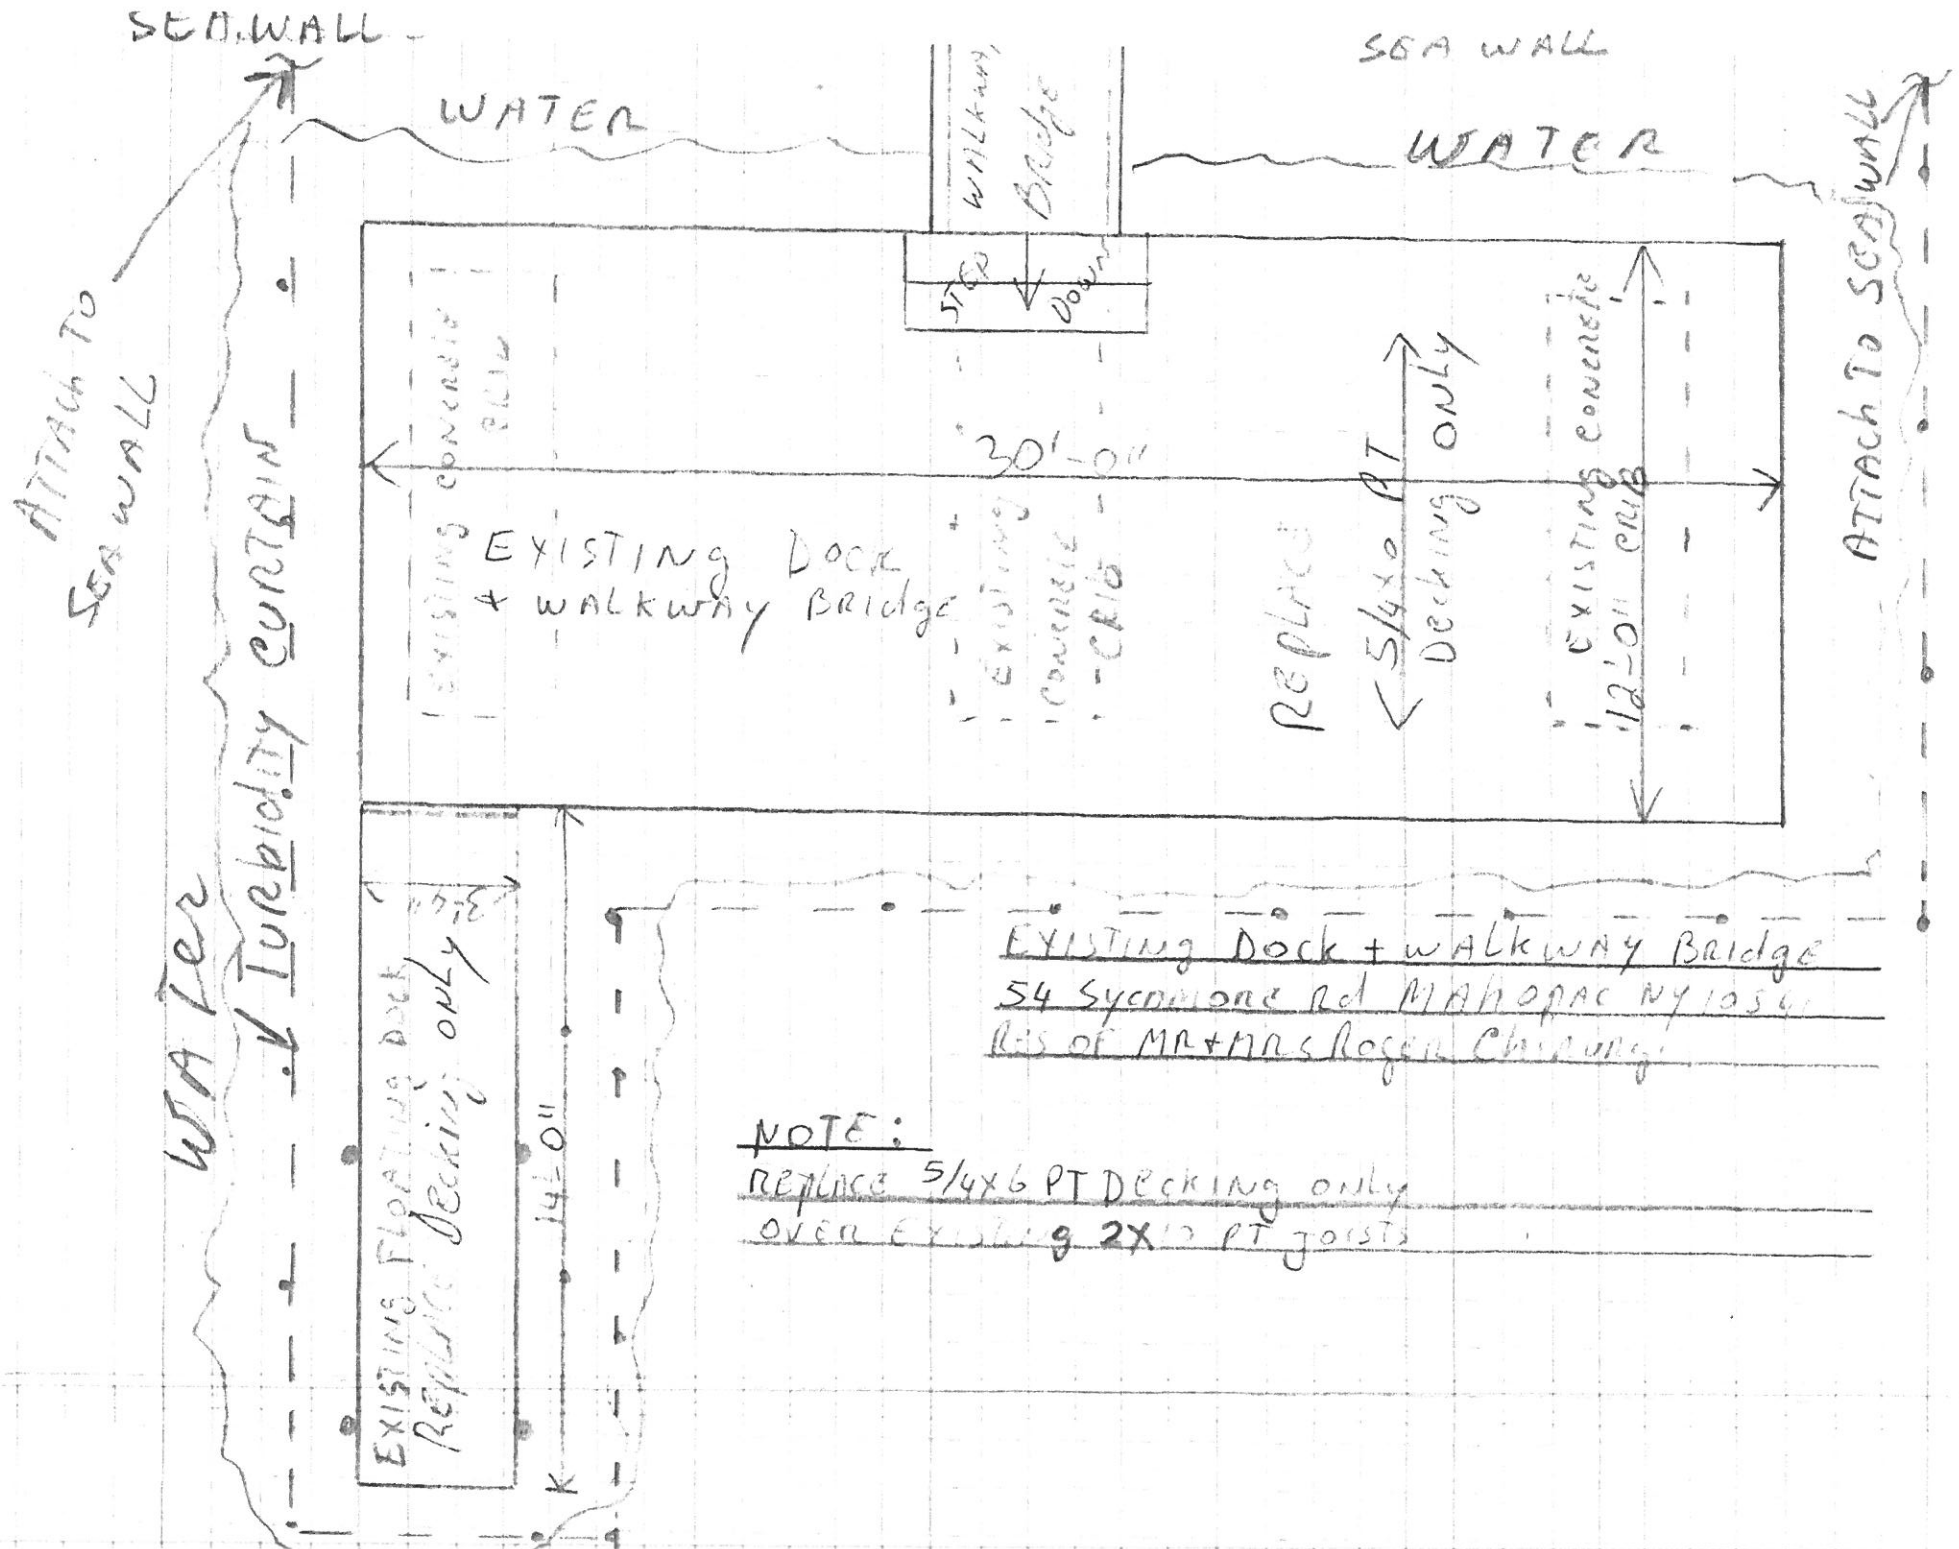 SEAWALL
SEA WALL
WATER
WATER
WALKWAY
BRIdge
STEP
DOWN
ATTACH TO
SEA WALL
ATTACH TO SEAWALL
TURbidiTy CURTAIN
WATer
EXISTING CONCRETE
EXISTING DOCK
+ WALKWAY BRIdge
30'-0"
EXISTING
CONCRETE
CRIB
REPLACE
5/4x6 PT
Decking ONLY
EXISTING CONCRETE
CRIB
12'-0"
EXISTING FLOATING DOCK
REPLACE Decking ONLY
14'-0"
EXISTING Dock + WALKWAY BRIdge
54 Sycamore Rd MAHOPAC NY
RES OF MR+MRS ROGER
NOTE:
REPLACE 5/4x6 PT DecKING ONLY
OVER EXISTING 2X10 PT JOISTS